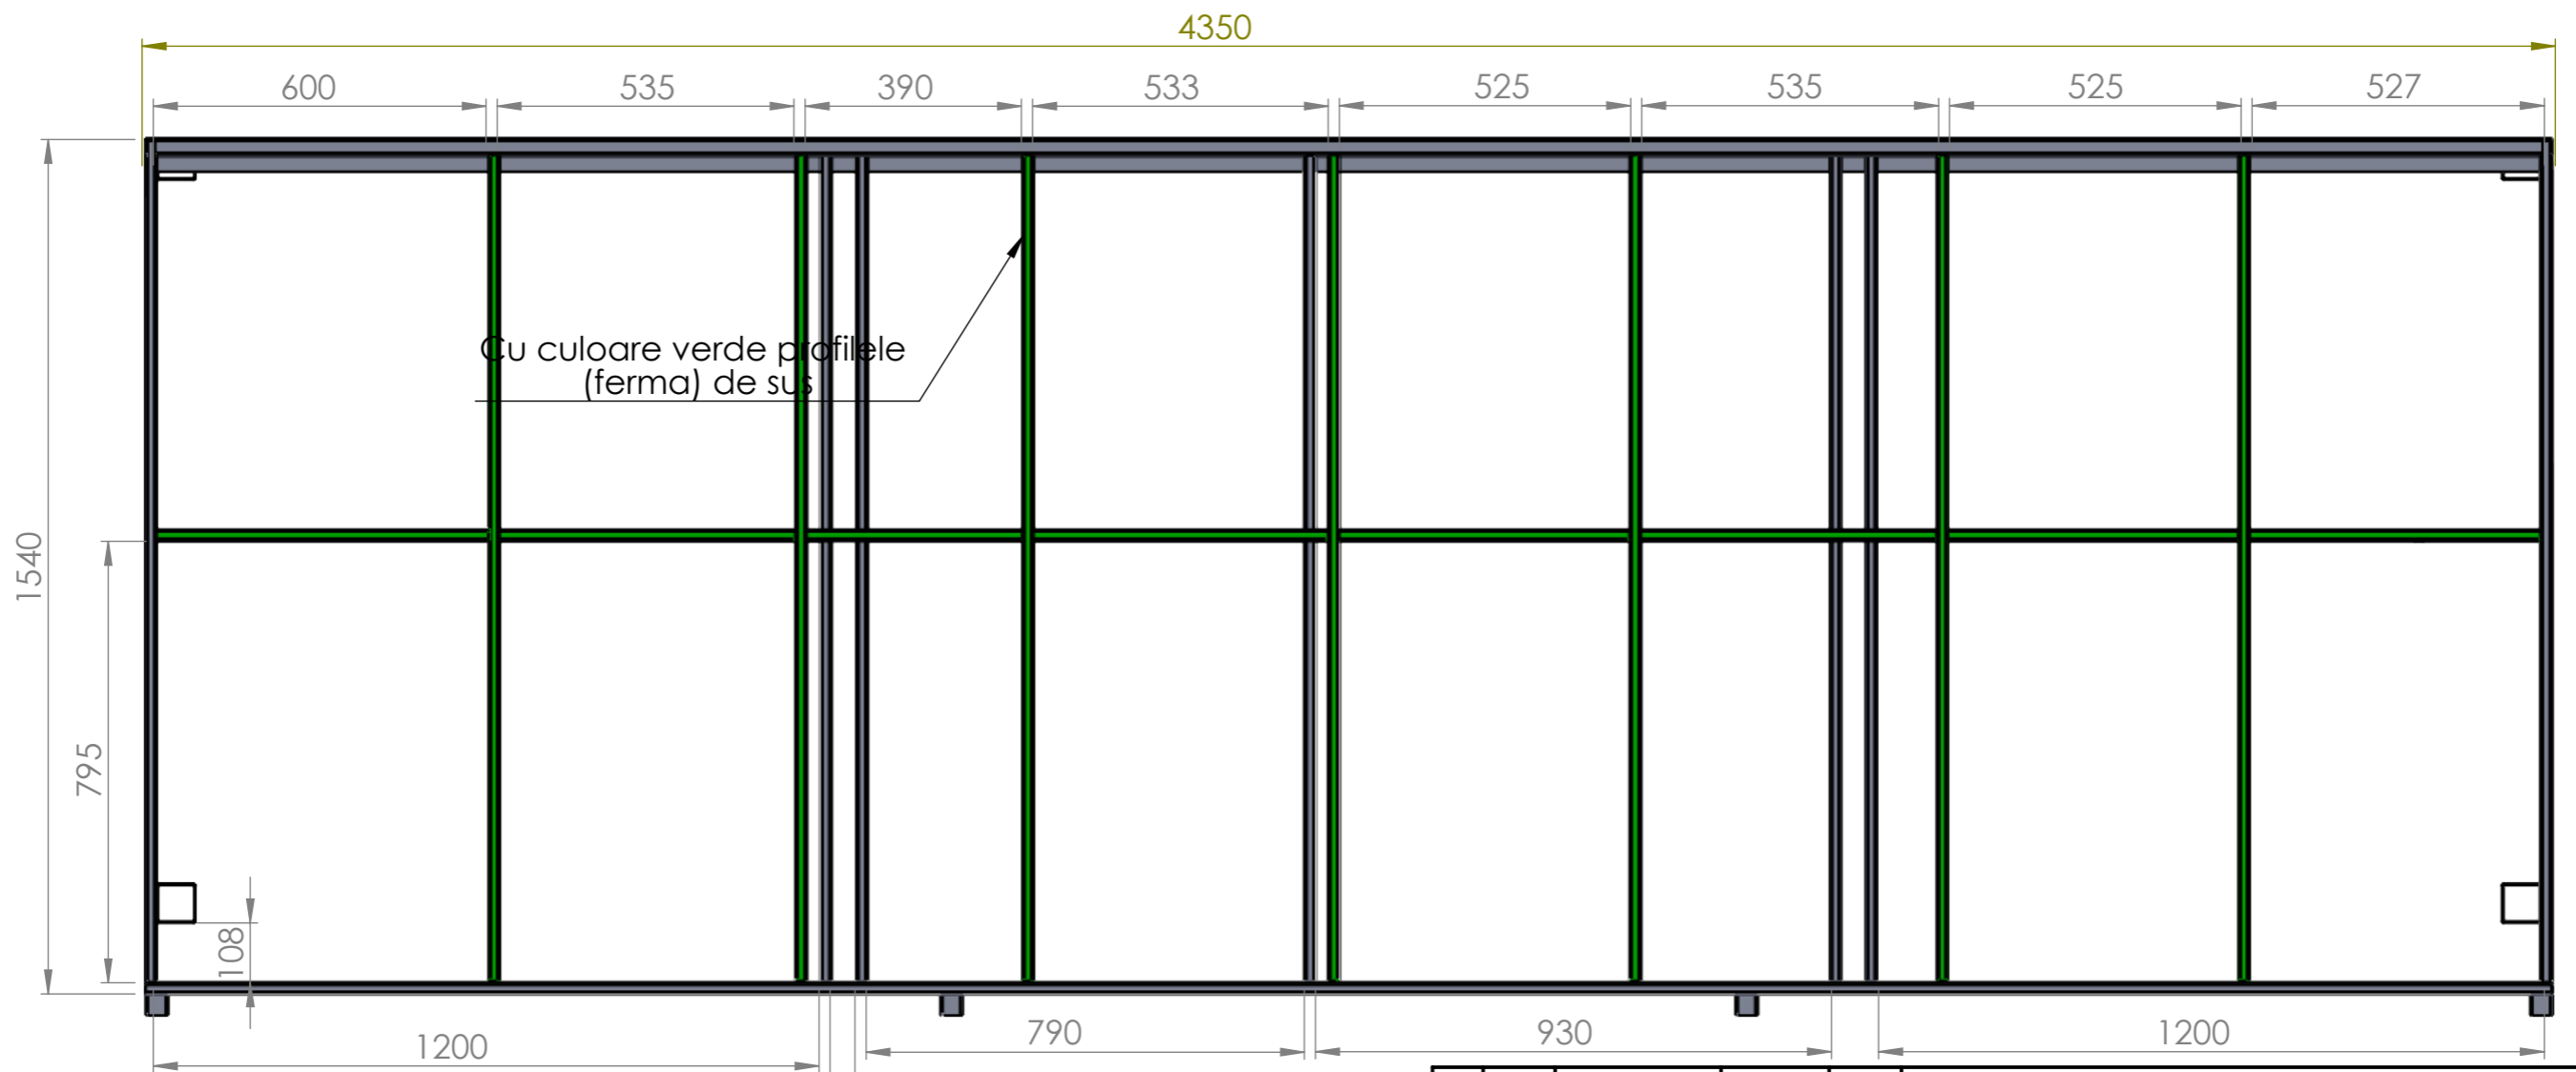 4350
600 535 390 533 525 535 525 527
Cu culoare verde profilele
(ferma) de sus
1540
795
108
1200 790 930 1200